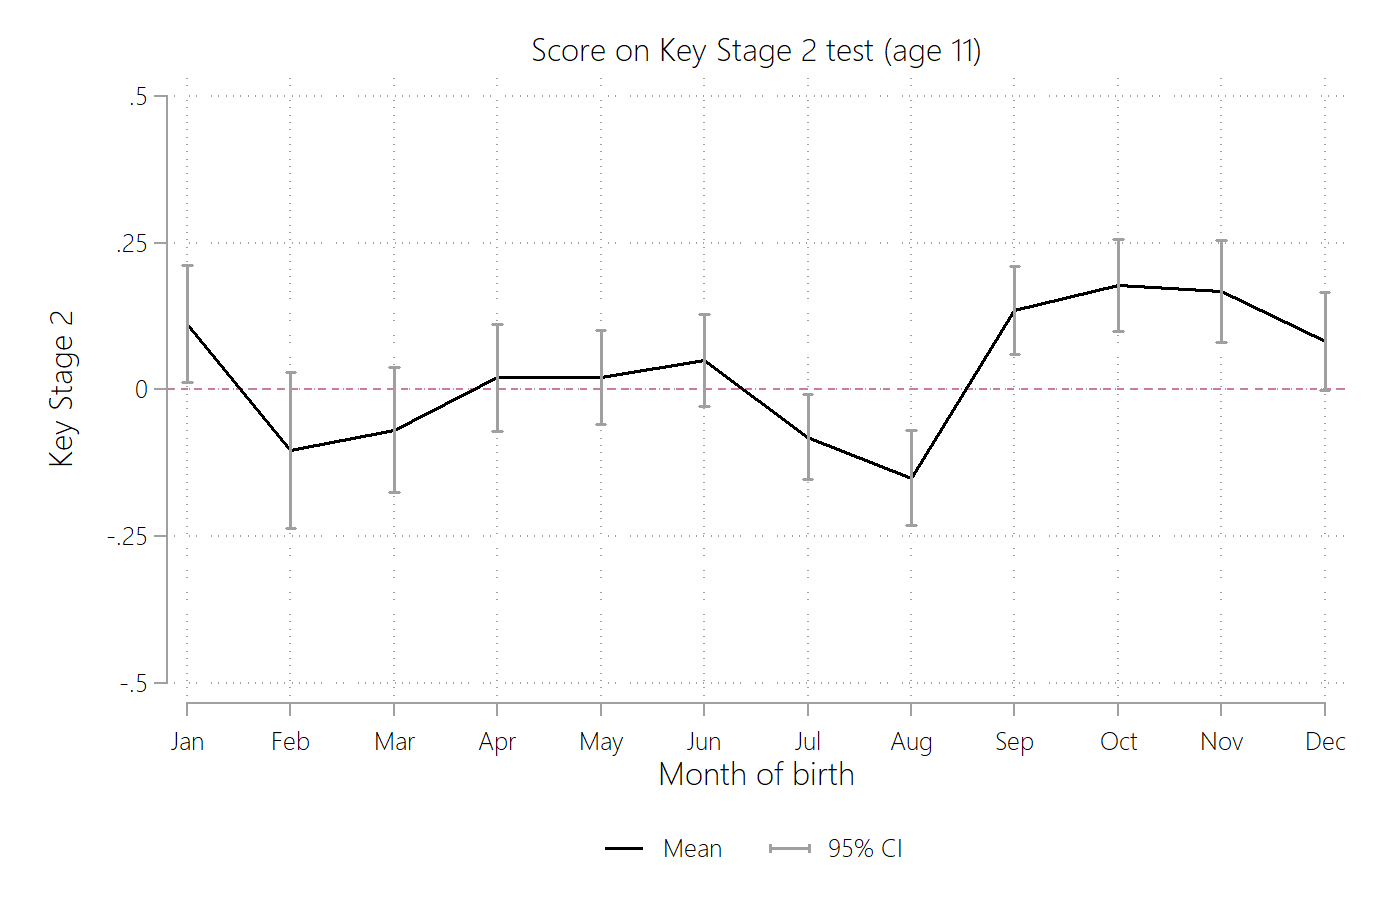 Score on Key Stage 2 test (age 11)
.5
.25
0
-.25
-.5
Key Stage 2
Jan Feb Mar Apr May Jun Jul Aug Sep Oct Nov Dec
Month of birth
Mean 95% CI